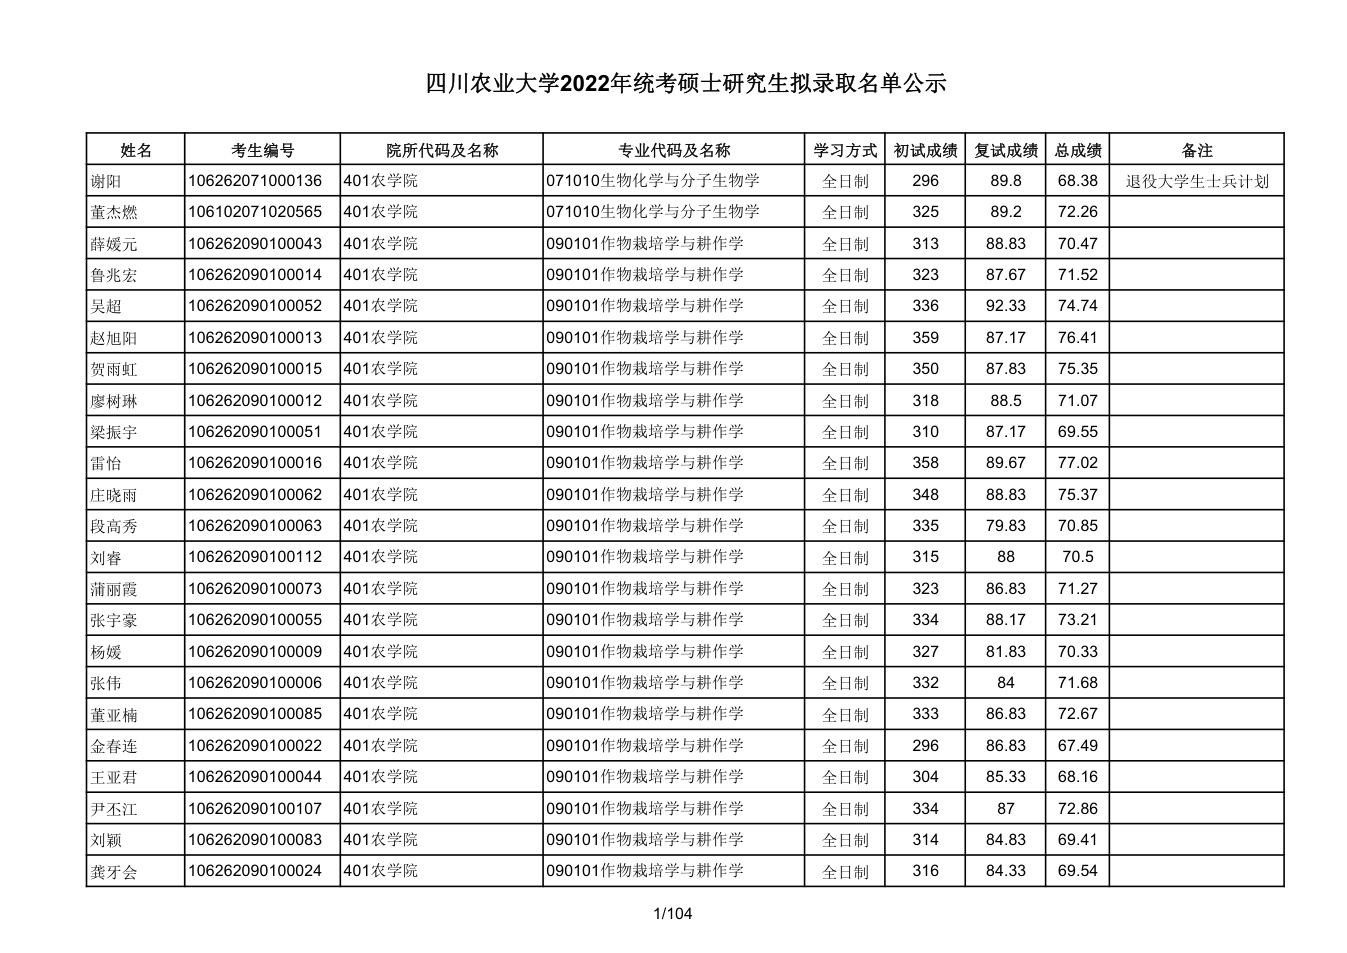 四川农业大学2022年统考硕士研究生拟录取名单公示
姓名 考生编号 院所代码及名称 专业代码及名称 学习方式 初试成绩 复试成绩 总成绩 备注
谢阳 106262071000136 401农学院 071010生物化学与分子生物学 全日制 296 89.8 68.38 退役大学生士兵计划
董杰燃 106102071020565 401农学院 071010生物化学与分子生物学 全日制 325 89.2 72.26
薛媛元 106262090100043 401农学院 090101作物栽培学与耕作学 全日制 313 88.83 70.47
鲁兆宏 106262090100014 401农学院 090101作物栽培学与耕作学 全日制 323 87.67 71.52
吴超 106262090100052 401农学院 090101作物栽培学与耕作学 全日制 336 92.33 74.74
赵旭阳 106262090100013 401农学院 090101作物栽培学与耕作学 全日制 359 87.17 76.41
贺雨虹 106262090100015 401农学院 090101作物栽培学与耕作学 全日制 350 87.83 75.35
廖树琳 106262090100012 401农学院 090101作物栽培学与耕作学 全日制 318 88.5 71.07
梁振宇 106262090100051 401农学院 090101作物栽培学与耕作学 全日制 310 87.17 69.55
雷怡 106262090100016 401农学院 090101作物栽培学与耕作学 全日制 358 89.67 77.02
庄晓雨 106262090100062 401农学院 090101作物栽培学与耕作学 全日制 348 88.83 75.37
段高秀 106262090100063 401农学院 090101作物栽培学与耕作学 全日制 335 79.83 70.85
刘睿 106262090100112 401农学院 090101作物栽培学与耕作学 全日制 315 88 70.5
蒲丽霞 106262090100073 401农学院 090101作物栽培学与耕作学 全日制 323 86.83 71.27
张宇豪 106262090100055 401农学院 090101作物栽培学与耕作学 全日制 334 88.17 73.21
杨媛 106262090100009 401农学院 090101作物栽培学与耕作学 全日制 327 81.83 70.33
张伟 106262090100006 401农学院 090101作物栽培学与耕作学 全日制 332 84 71.68
董亚楠 106262090100085 401农学院 090101作物栽培学与耕作学 全日制 333 86.83 72.67
金春连 106262090100022 401农学院 090101作物栽培学与耕作学 全日制 296 86.83 67.49
王亚君 106262090100044 401农学院 090101作物栽培学与耕作学 全日制 304 85.33 68.16
尹丕江 106262090100107 401农学院 090101作物栽培学与耕作学 全日制 334 87 72.86
刘颖 106262090100083 401农学院 090101作物栽培学与耕作学 全日制 314 84.83 69.41
龚牙会 106262090100024 401农学院 090101作物栽培学与耕作学 全日制 316 84.33 69.54
1/104